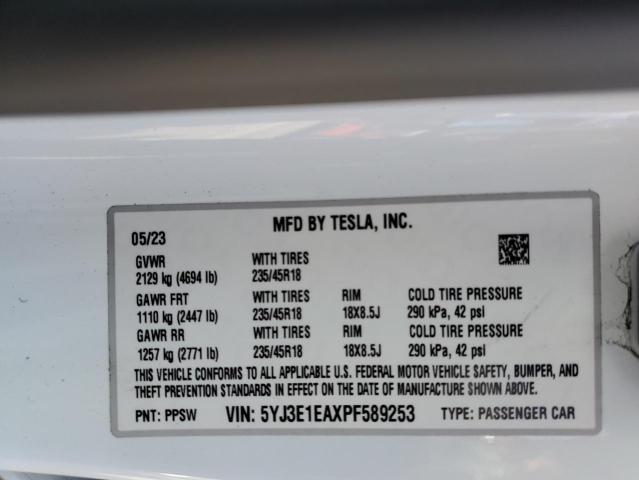 MFD BY TESLA, INC.
05/23
GVWR WITH TIRES
2129 kg (4694 lb) 235/45R18
GAWR FRT WITH TIRES RIM COLD TIRE PRESSURE
1110 kg (2447 lb) 235/45R18 18X8.5J 290 kPa, 42 psi
GAWR RR WITH TIRES RIM COLD TIRE PRESSURE
1257 kg (2771 lb) 235/45R18 18X8.5J 290 kPa, 42 psi
THIS VEHICLE CONFORMS TO ALL APPLICABLE U.S. FEDERAL MOTOR VEHICLE SAFETY, BUMPER, AND
THEFT PREVENTION STANDARDS IN EFFECT ON THE DATE OF MANUFACTURE SHOWN ABOVE.
PNT: PPSW VIN: 5YJ3E1EAXPF589253 TYPE: PASSENGER CAR